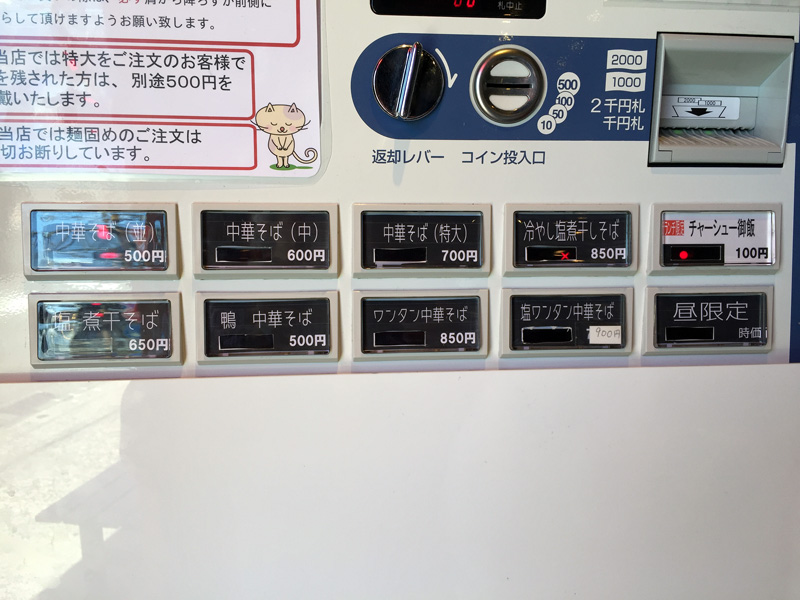 らして頂けますようお願い致します。
当店では特大をご注文のお客様で
を残された方は、別途500円を
戴いたします。
当店では麺固めのご注文は
切お断りしています。
札中止
500
100
50
10
2000
1000
2千円札
千円札
2000 1000
返却レバー コイン投入口
中華そば(並)
500円
中華そば(中)
600円
中華そば(特大)
700円
冷やし塩煮干しそば
850円
チャーシュー御飯
100円
塩 煮干そば
650円
鴨 中華そば
500円
ワンタン中華そば
850円
塩ワンタン中華そば
900円
昼限定
時価